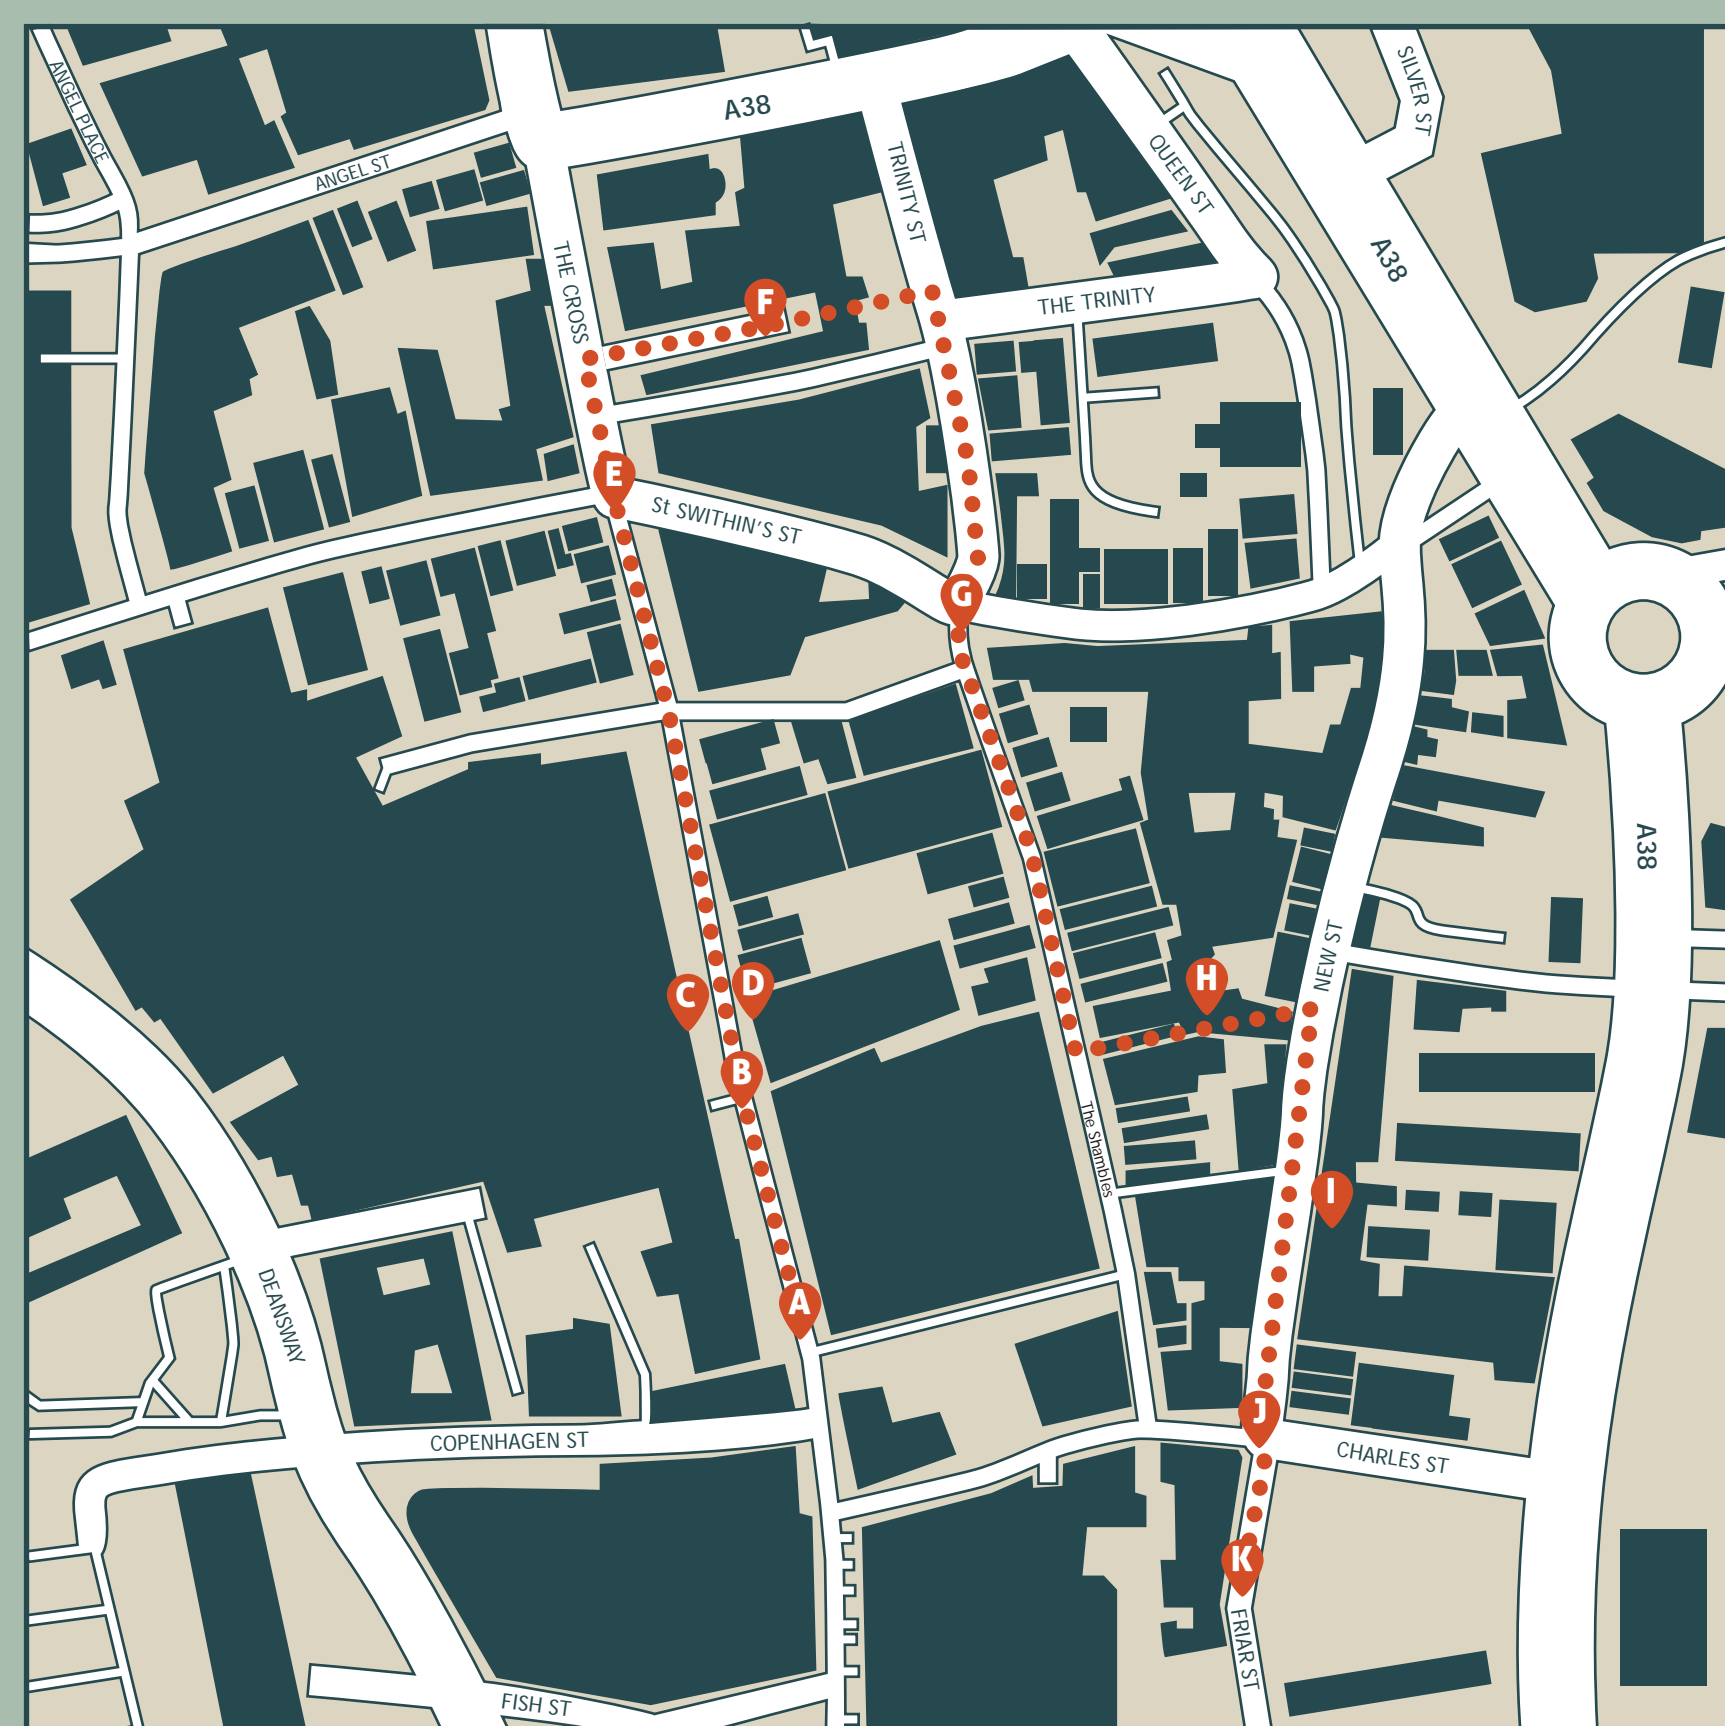 ANGEL PLACE
ANGEL ST
A38
THE CROSS
TRINITY ST
QUEEN ST
SILVER ST
A38
THE TRINITY
F
E
St SWITHIN'S ST
G
A38
NEW ST
H
C
D
B
The Shambles
I
A
DEANSWAY
COPENHAGEN ST
J
CHARLES ST
K
FRIAR ST
FISH ST